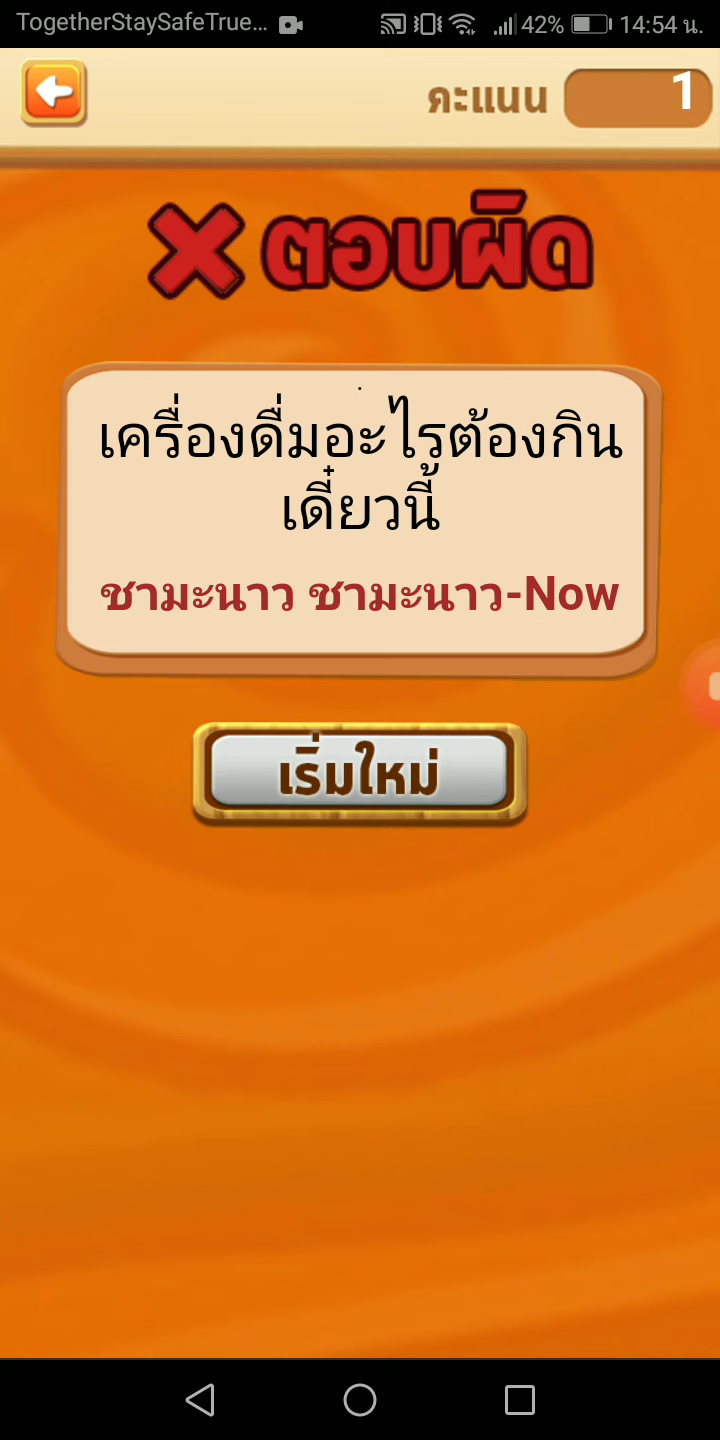 TogetherStaySafeTrue... 42% 14:54 น.
คะแนน 1
ตอบผิด
เครื่องดื่มอะไรต้องกิน
เดี๋ยวนี้
ชามะนาว ชามะนาว-Now
เริ่มใหม่